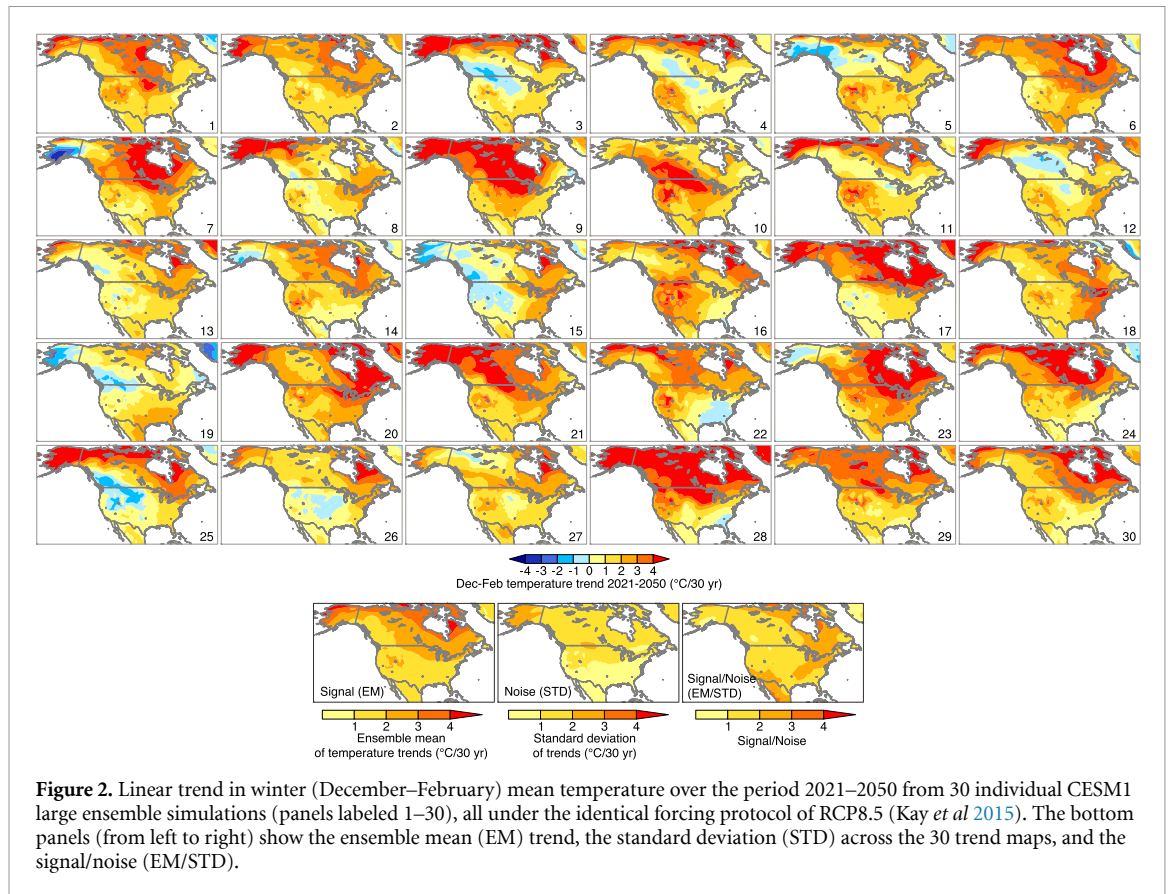 1 2 3 4 5 6
7 8 9 10 11 12
13 14 15 16 17 18
19 20 21 22 23 24
25 26 27 28 29 30
-4 -3 -2 -1 0 1 2 3 4
Dec-Feb temperature trend 2021-2050 (°C/30 yr)
Signal (EM) Noise (STD) Signal/Noise
(EM/STD)
1 2 3 4 1 2 3 4 1 2 3 4
Ensemble mean
of temperature trends (°C/30 yr)
Standard deviation
of trends (°C/30 yr)
Signal/Noise
Figure 2. Linear trend in winter (December–February) mean temperature over the period 2021–2050 from 30 individual CESM1
large ensemble simulations (panels labeled 1–30), all under the identical forcing protocol of RCP8.5 (Kay et al 2015). The bottom
panels (from left to right) show the ensemble mean (EM) trend, the standard deviation (STD) across the 30 trend maps, and the
signal/noise (EM/STD).